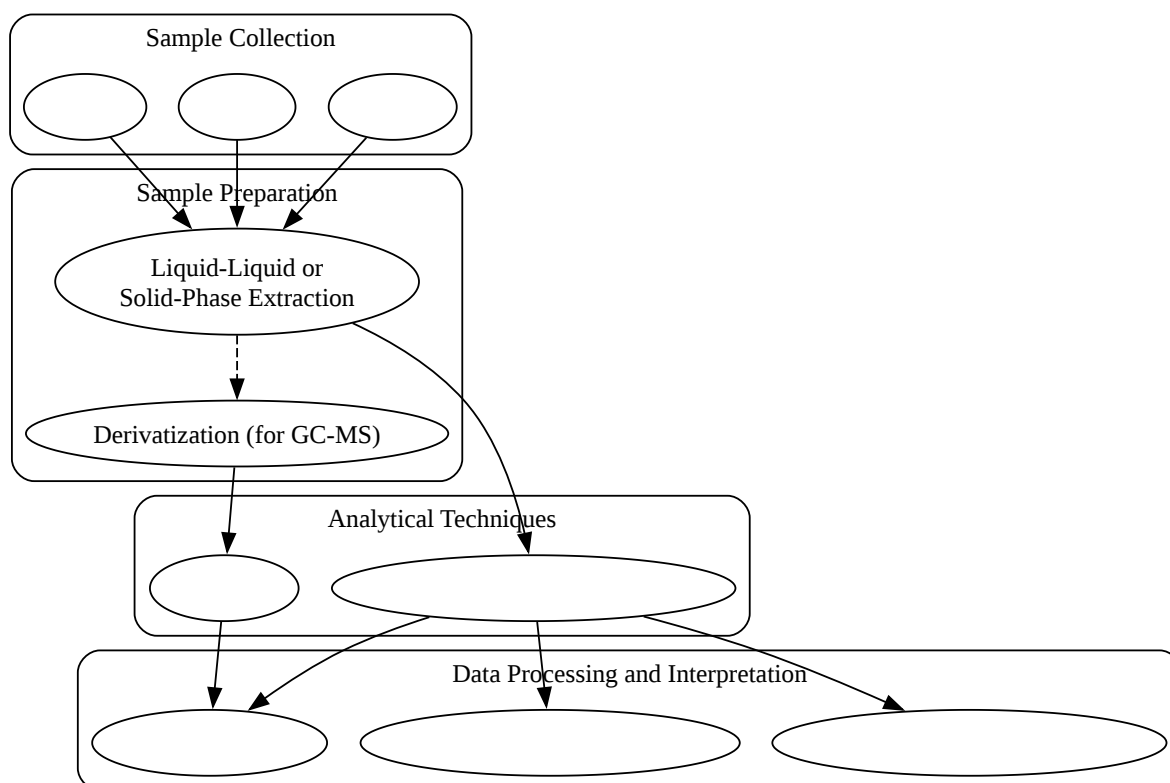 Sample Collection
Sample Preparation
Liquid-Liquid or
Solid-Phase Extraction
Derivatization (for GC-MS)
Analytical Techniques
Data Processing and Interpretation